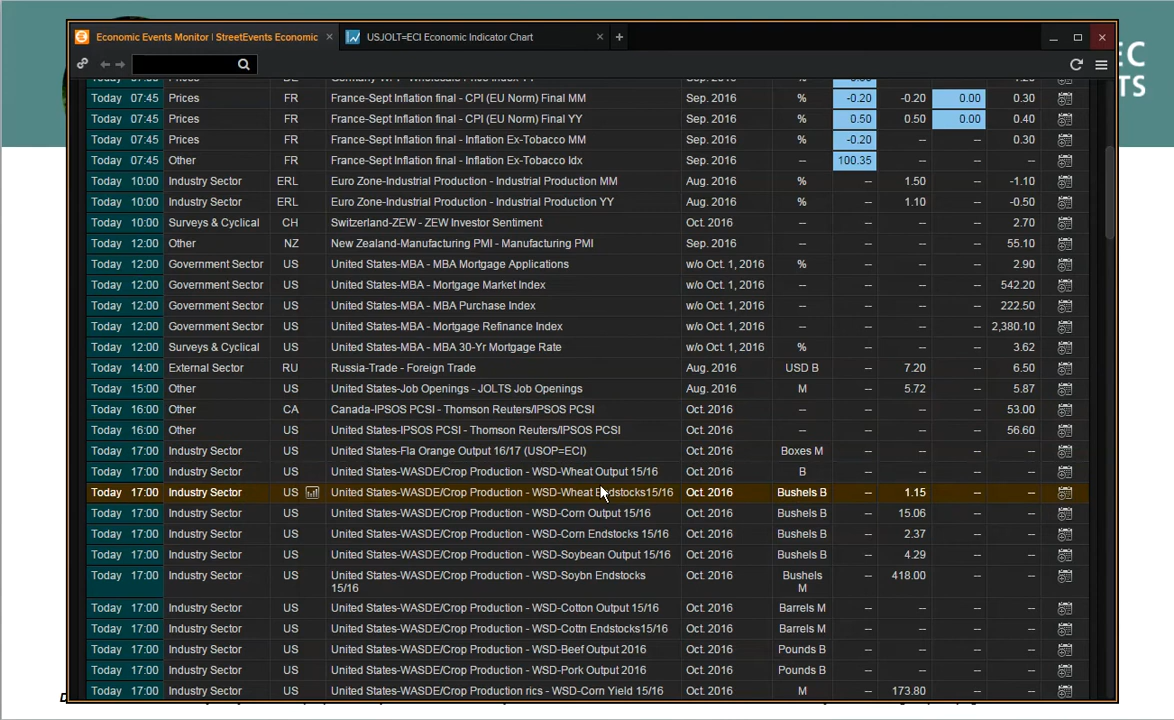 Economic Events Monitor | StreetEvents Economic × USJOLT=ECI Economic Indicator Chart × +
Today 07:45 Prices FR France-Sept Inflation final - CPI (EU Norm) Final MM Sep. 2016 % -0.20 -0.20 0.00 0.30
Today 07:45 Prices FR France-Sept Inflation final - CPI (EU Norm) Final YY Sep. 2016 % 0.50 0.50 0.00 0.40
Today 07:45 Prices FR France-Sept Inflation final - Inflation Ex-Tobacco MM Sep. 2016 % -0.20 -- -- 0.30
Today 07:45 Other FR France-Sept Inflation final - Inflation Ex-Tobacco Idx Sep. 2016 -- 100.35 -- -- --
Today 10:00 Industry Sector ERL Euro Zone-Industrial Production - Industrial Production MM Aug. 2016 % -- 1.50 -- -1.10
Today 10:00 Industry Sector ERL Euro Zone-Industrial Production - Industrial Production YY Aug. 2016 % -- 1.10 -- -0.50
Today 10:00 Surveys & Cyclical CH Switzerland-ZEW - ZEW Investor Sentiment Oct. 2016 -- -- -- -- 2.70
Today 12:00 Other NZ New Zealand-Manufacturing PMI - Manufacturing PMI Sep. 2016 -- -- -- -- 55.10
Today 12:00 Government Sector US United States-MBA - MBA Mortgage Applications w/o Oct. 1, 2016 % -- -- -- 2.90
Today 12:00 Government Sector US United States-MBA - Mortgage Market Index w/o Oct. 1, 2016 -- -- -- -- 542.20
Today 12:00 Government Sector US United States-MBA - MBA Purchase Index w/o Oct. 1, 2016 -- -- -- -- 222.50
Today 12:00 Government Sector US United States-MBA - Mortgage Refinance Index w/o Oct. 1, 2016 -- -- -- -- 2,380.10
Today 12:00 Surveys & Cyclical US United States-MBA - MBA 30-Yr Mortgage Rate w/o Oct. 1, 2016 % -- -- -- 3.62
Today 14:00 External Sector RU Russia-Trade - Foreign Trade Aug. 2016 USD B -- 7.20 -- 6.50
Today 15:00 Other US United States-Job Openings - JOLTS Job Openings Aug. 2016 M -- 5.72 -- 5.87
Today 16:00 Other CA Canada-IPSOS PCSI - Thomson Reuters/IPSOS PCSI Oct. 2016 -- -- -- -- 53.00
Today 16:00 Other US United States-IPSOS PCSI - Thomson Reuters/IPSOS PCSI Oct. 2016 -- -- -- -- 56.60
Today 17:00 Industry Sector US United States-Fla Orange Output 16/17 (USOP=ECI) Oct. 2016 Boxes M -- -- -- --
Today 17:00 Industry Sector US United States-WASDE/Crop Production - WSD-Wheat Output 15/16 Oct. 2016 B -- -- -- --
Today 17:00 Industry Sector US United States-WASDE/Crop Production - WSD-Wheat Endstocks15/16 Oct. 2016 Bushels B -- 1.15 -- --
Today 17:00 Industry Sector US United States-WASDE/Crop Production - WSD-Corn Output 15/16 Oct. 2016 Bushels B -- 15.06 -- --
Today 17:00 Industry Sector US United States-WASDE/Crop Production - WSD-Corn Endstocks 15/16 Oct. 2016 Bushels B -- 2.37 -- --
Today 17:00 Industry Sector US United States-WASDE/Crop Production - WSD-Soybean Output 15/16 Oct. 2016 Bushels B -- 4.29 -- --
Today 17:00 Industry Sector US United States-WASDE/Crop Production - WSD-Soybn Endstocks Oct. 2016 Bushels -- 418.00 -- --
15/16 M
Today 17:00 Industry Sector US United States-WASDE/Crop Production - WSD-Cotton Output 15/16 Oct. 2016 Barrels M -- -- -- --
Today 17:00 Industry Sector US United States-WASDE/Crop Production - WSD-Cottn Endstocks15/16 Oct. 2016 Barrels M -- -- -- --
Today 17:00 Industry Sector US United States-WASDE/Crop Production - WSD-Beef Output 2016 Oct. 2016 Pounds B -- -- -- --
Today 17:00 Industry Sector US United States-WASDE/Crop Production - WSD-Pork Output 2016 Oct. 2016 Pounds B -- -- -- --
Today 17:00 Industry Sector US United States-WASDE/Crop Production rics - WSD-Corn Yield 15/16 Oct. 2016 M -- 173.80 -- --
EC
TS